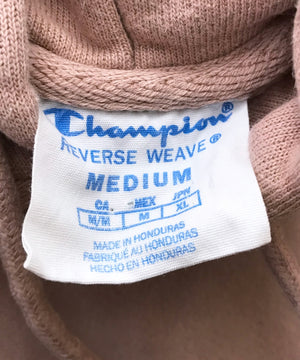 Champion®
REVERSE WEAVE®
MEDIUM
CA. MEX JPN
M/M M XL
MADE IN HONDURAS
FABRIQUÉ AU HONDURAS
HECHO EN HONDURAS